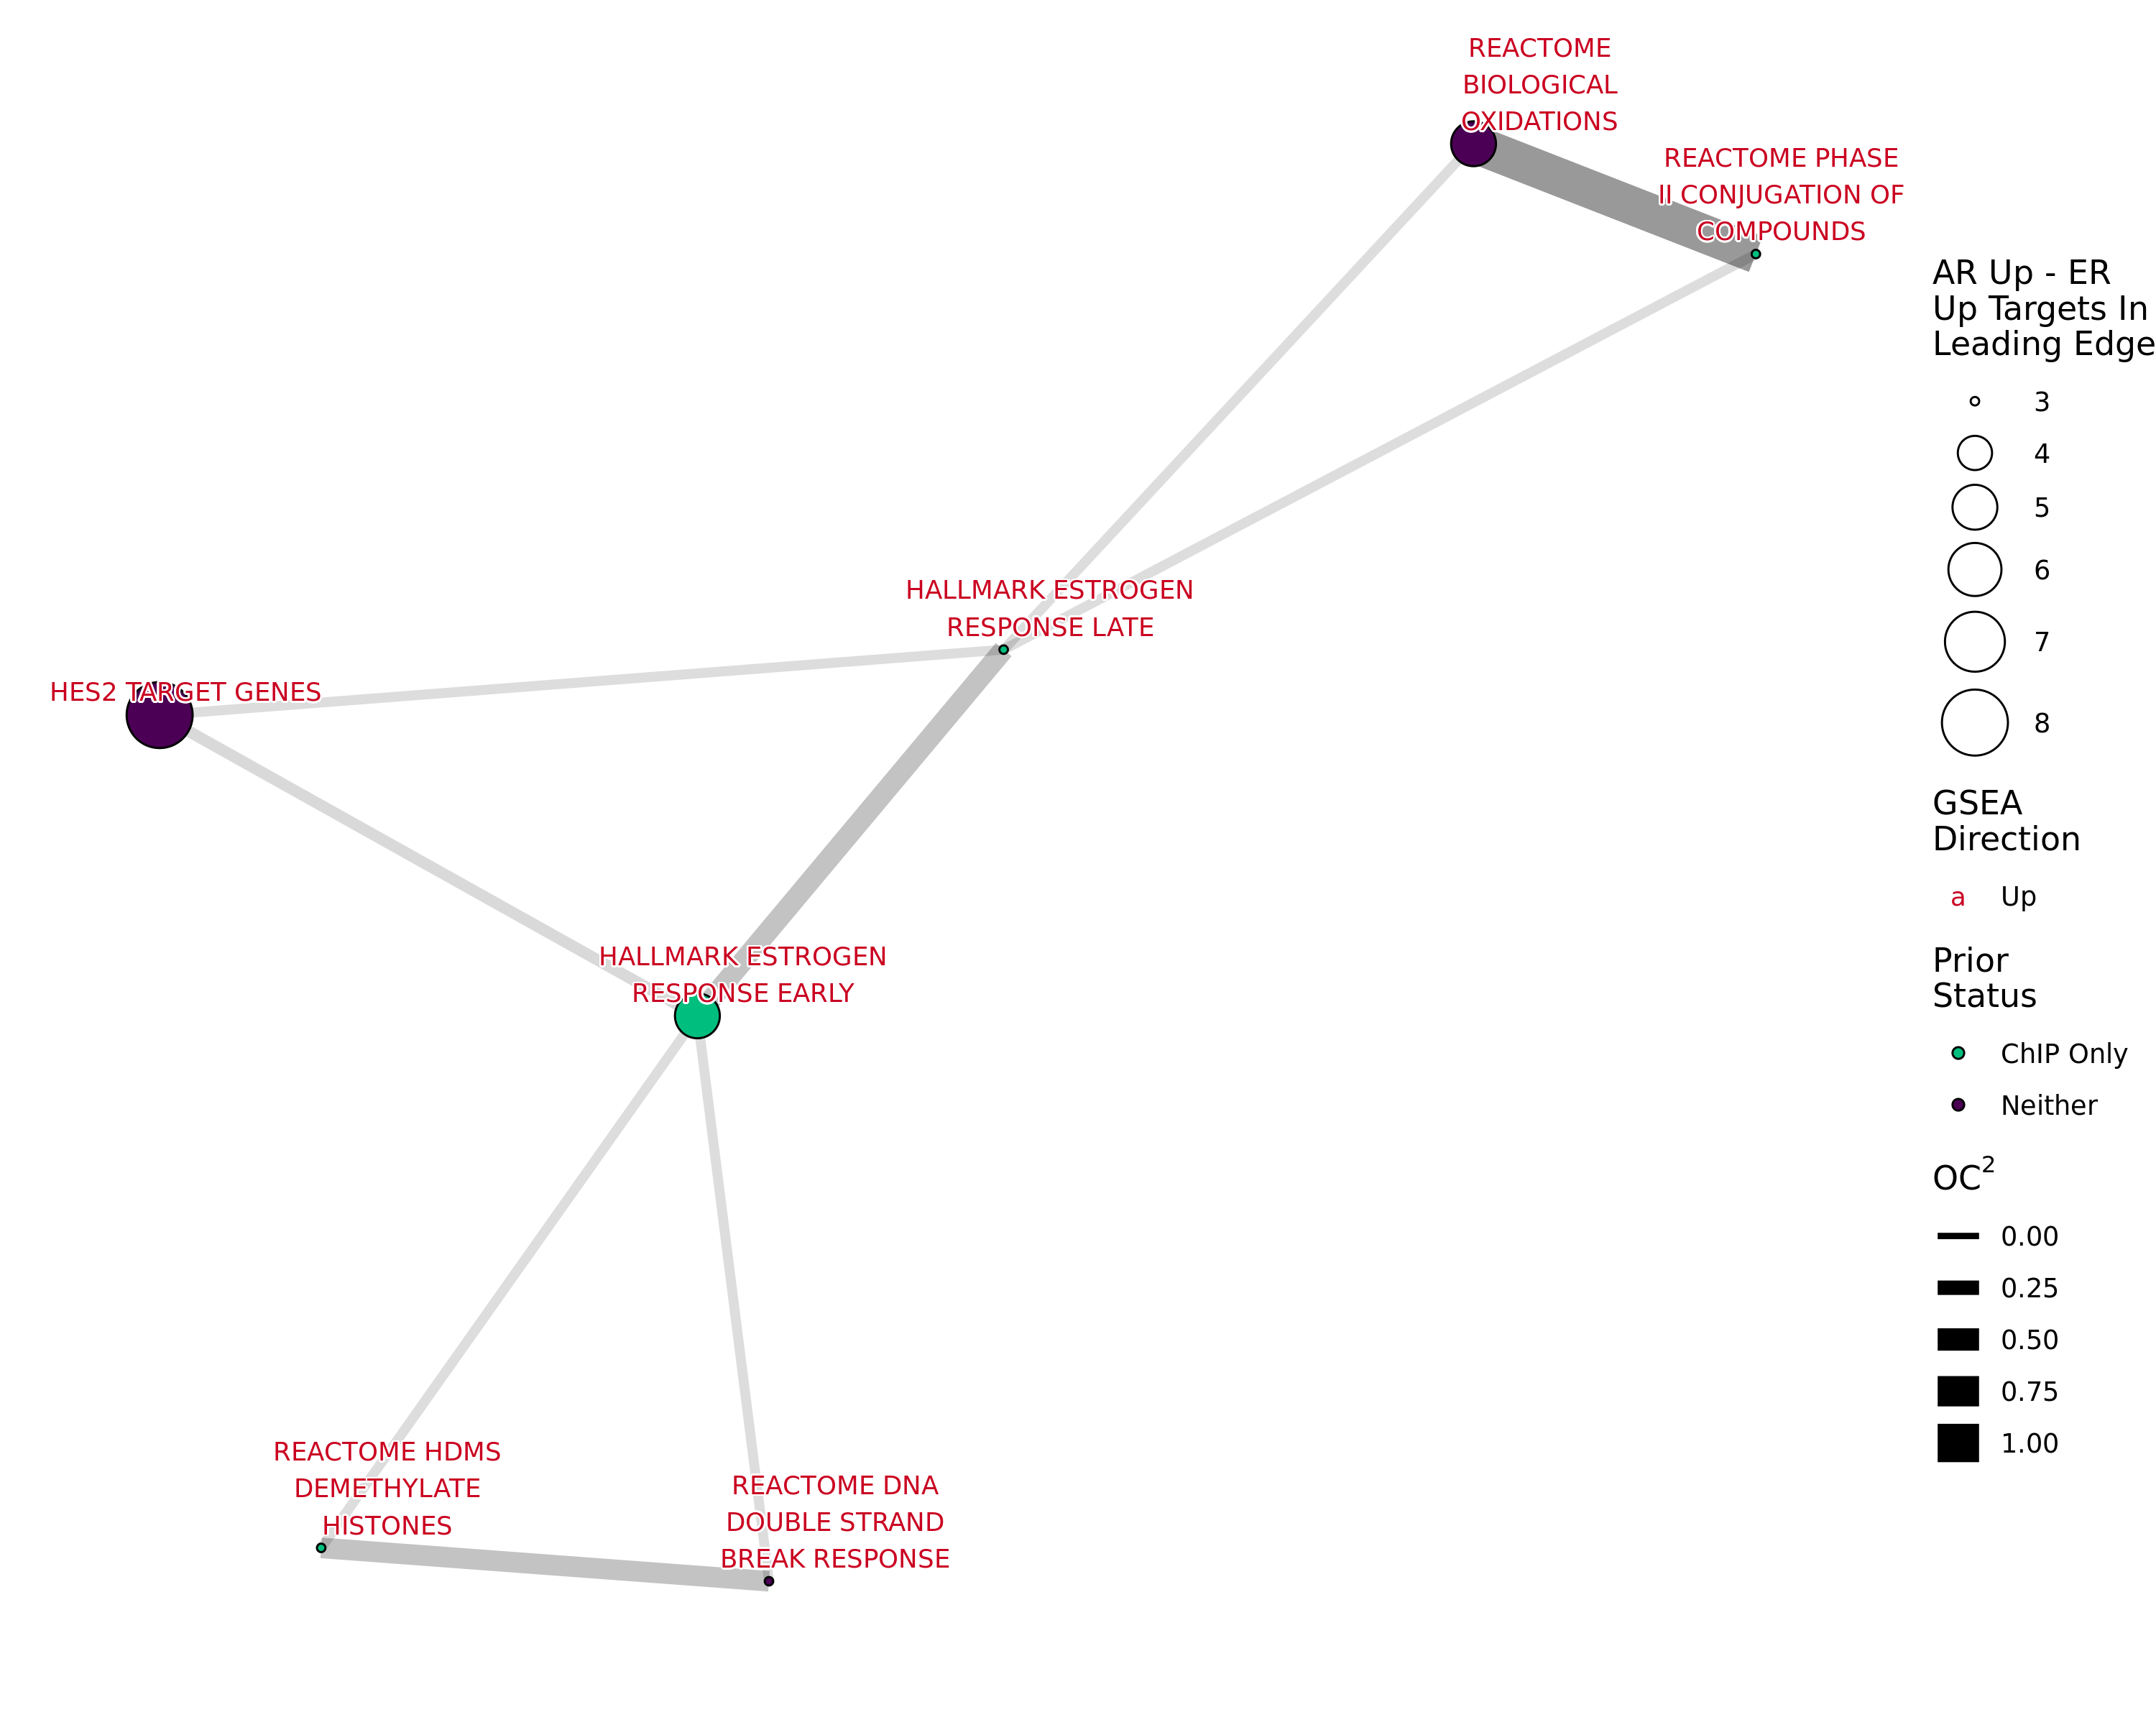 REACTOME
BIOLOGICAL
OXIDATIONS
REACTOME PHASE
II CONJUGATION OF
COMPOUNDS
HALLMARK ESTROGEN
RESPONSE LATE
HES2 TARGET GENES
HALLMARK ESTROGEN
RESPONSE EARLY
REACTOME HDMS
DEMETHYLATE
HISTONES
REACTOME DNA
DOUBLE STRAND
BREAK RESPONSE
AR Up - ER
Up Targets In
Leading Edge
3
4
5
6
7
8
GSEA
Direction
a Up
Prior
Status
ChIP Only
Neither
OC²
0.00
0.25
0.50
0.75
1.00